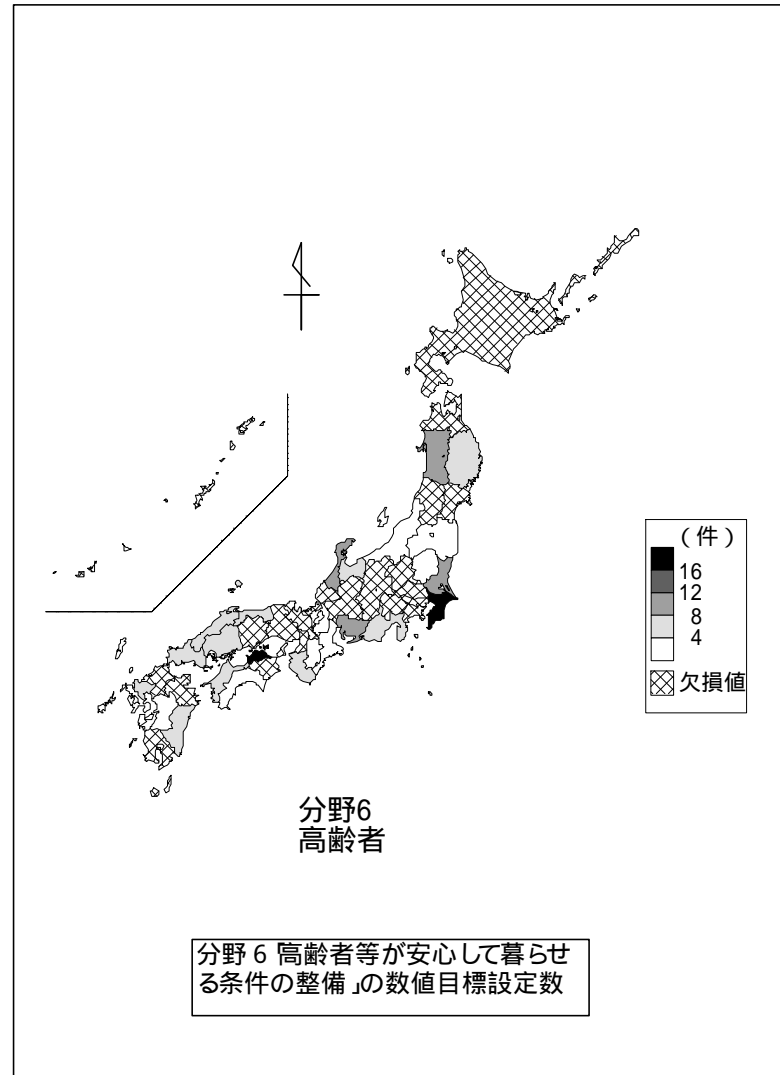 (件)
16
12
8
4
欠損値
分野6
高齢者
分野6「高齢者等が安心して暮らせ
る条件の整備」の数値目標設定数